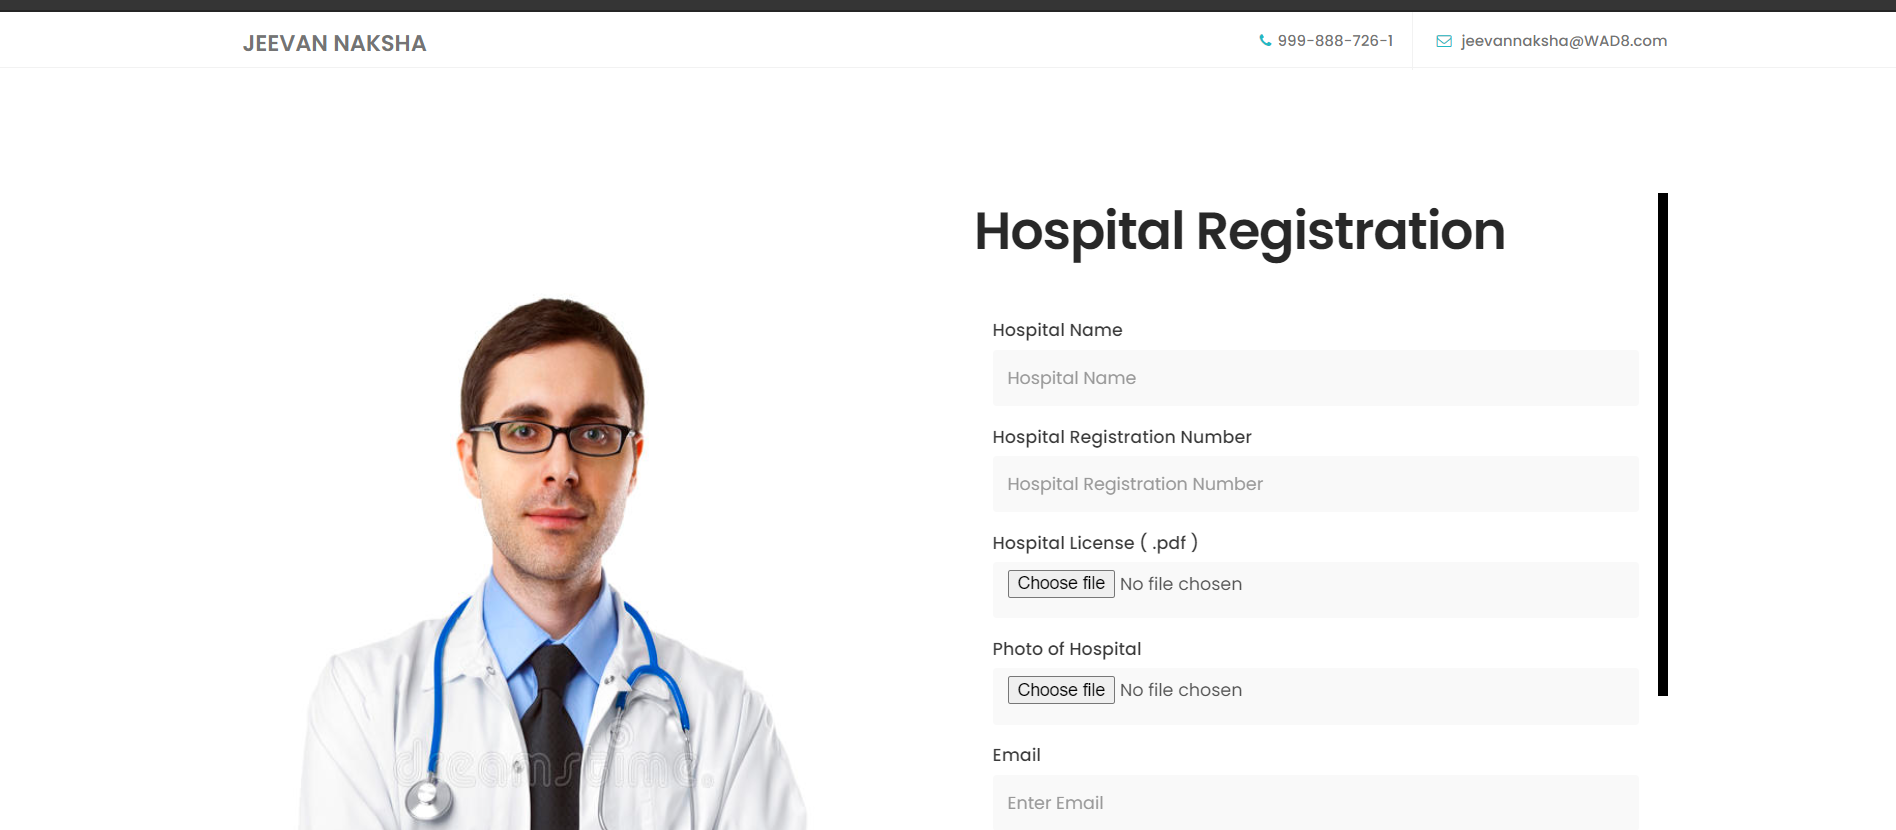 JEEVAN NAKSHA
999-888-726-1
jeevannaksha@WAD8.com
Hospital Registration
Hospital Name
Hospital Name
Hospital Registration Number
Hospital Registration Number
Hospital License ( .pdf )
Choose file No file chosen
Photo of Hospital
Choose file No file chosen
Email
Enter Email
dreamstime.